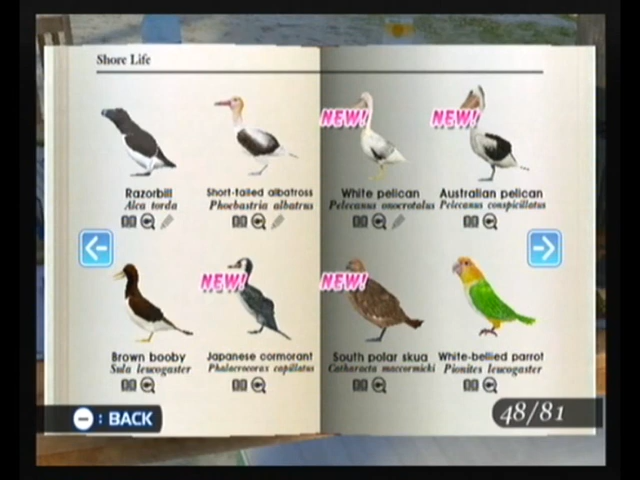 Shore Life
Razorbill
Alca torda
Short-tailed albatross
Phoebastria albatrus
NEW!
White pelican
Pelecanus onocrotalus
NEW!
Australian pelican
Pelecanus conspicillatus
Brown booby
Sula leucogaster
NEW!
Japanese cormorant
Phalacrocorax capillatus
NEW!
South polar skua
Catharacta maccormicki
White-bellied parrot
Pionites leucogaster
- : BACK
48/81